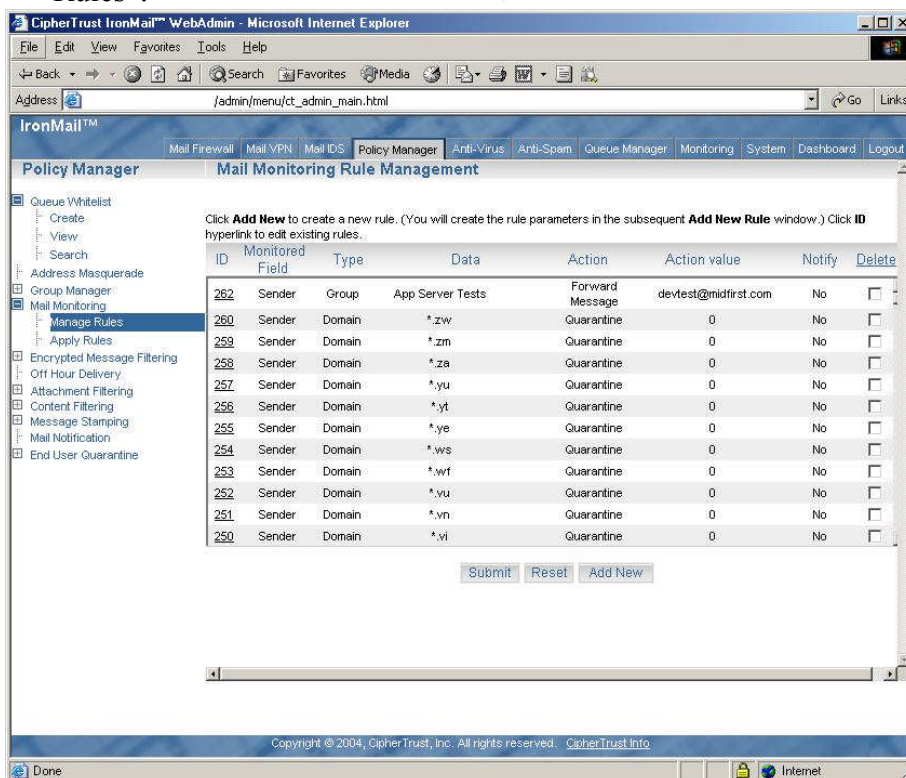 Rules".
CipherTrust IronMail™ WebAdmin - Microsoft Internet Explorer
File Edit View Favorites Tools Help
Back Search Favorites Media
Address /admin/menu/ct_admin_main.html Go Links
IronMail™
Mail Firewall Mail VPN Mail IDS Policy Manager Anti-Virus Anti-Spam Queue Manager Monitoring System Dashboard Logout
Policy Manager
Queue Whitelist
Create
View
Search
Address Masquerade
Group Manager
Mail Monitoring
Manage Rules
Apply Rules
Encrypted Message Filtering
Off Hour Delivery
Attachment Filtering
Content Filtering
Message Stamping
Mail Notification
End User Quarantine
Mail Monitoring Rule Management
Click Add New to create a new rule. (You will create the rule parameters in the subsequent Add New Rule window.) Click ID
hyperlink to edit existing rules.
ID Monitored Field Type Data Action Action value Notify Delete
262 Sender Group App Server Tests Forward Message devtest@midfirst.com No
260 Sender Domain *.zw Quarantine 0 No
259 Sender Domain *.zm Quarantine 0 No
258 Sender Domain *.za Quarantine 0 No
257 Sender Domain *.yu Quarantine 0 No
256 Sender Domain *.yt Quarantine 0 No
255 Sender Domain *.ye Quarantine 0 No
254 Sender Domain *.ws Quarantine 0 No
253 Sender Domain *.wf Quarantine 0 No
252 Sender Domain *.vu Quarantine 0 No
251 Sender Domain *.vn Quarantine 0 No
250 Sender Domain *.vi Quarantine 0 No
Submit Reset Add New
Copyright © 2004, CipherTrust, Inc. All rights reserved. CipherTrust Info
Done Internet